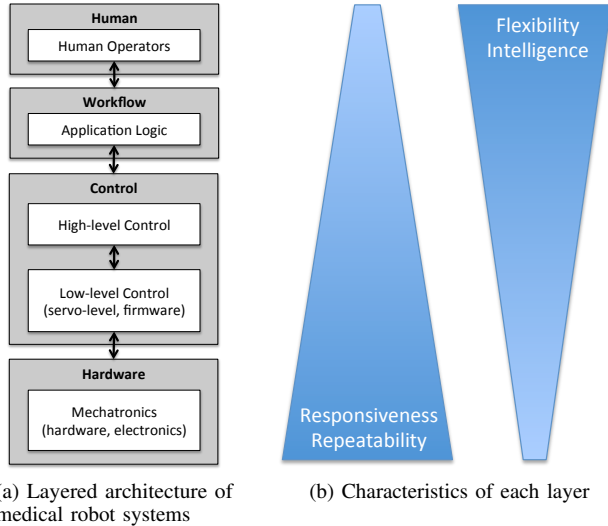 Human
Human Operators
Workflow
Application Logic
Control
High-level Control
Low-level Control
(servo-level, firmware)
Hardware
Mechatronics
(hardware, electronics)
Flexibility
Intelligence
Responsiveness
Repeatability
(a) Layered architecture of
medical robot systems
(b) Characteristics of each layer